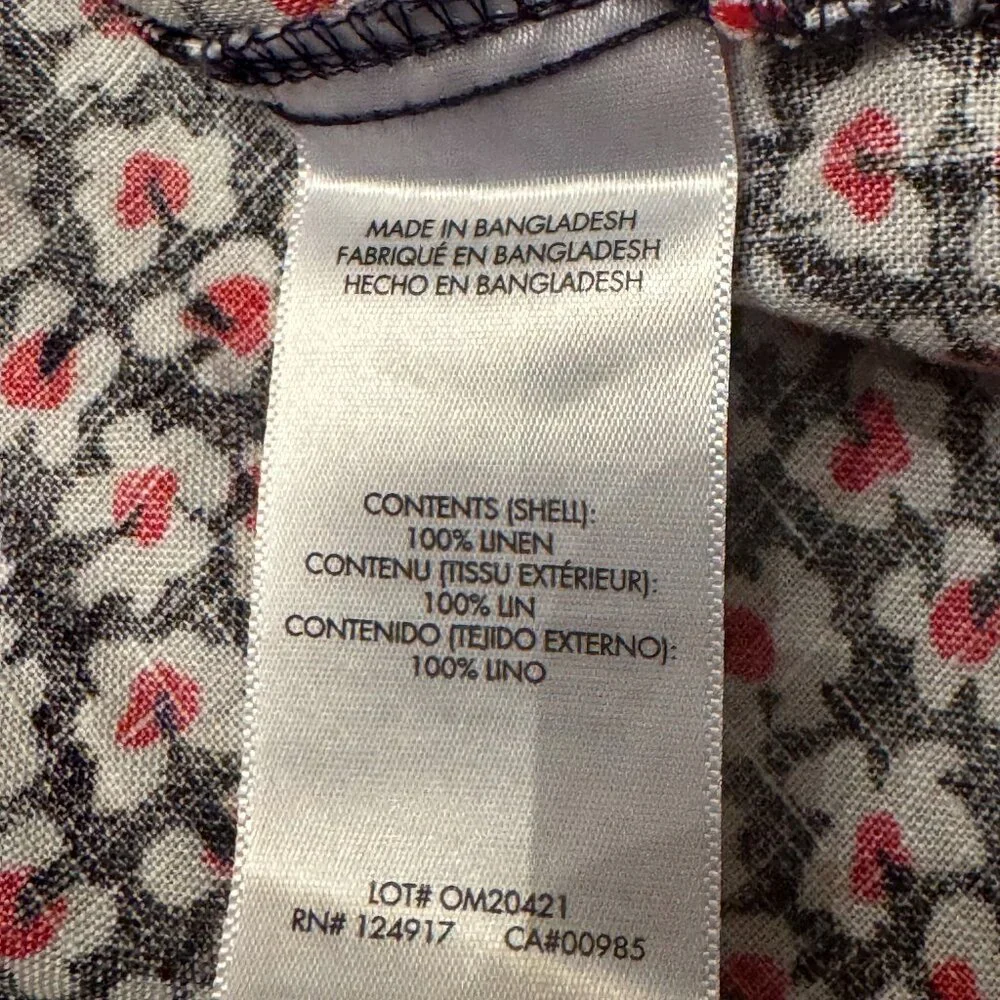 MADE IN BANGLADESH
FABRIQUÉ EN BANGLADESH
HECHO EN BANGLADESH
CONTENTS (SHELL):
100% LINEN
CONTENU (TISSU EXTÉRIEUR):
100% LIN
CONTENIDO (TEJIDO EXTERNO):
100% LINO
LOT# OM20421
RN# 124917 CA#00985